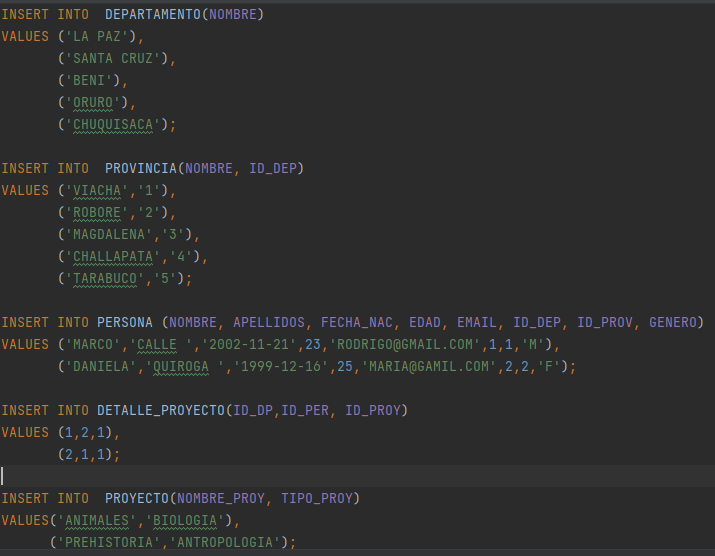 INSERT INTO  DEPARTAMENTO(NOMBRE)
VALUES ('LA PAZ'),
       ('SANTA CRUZ'),
       ('BENI'),
       ('ORURO'),
       ('CHUQUISACA');

INSERT INTO  PROVINCIA(NOMBRE, ID_DEP)
VALUES ('VIACHA','1'),
       ('ROBORE','2'),
       ('MAGDALENA','3'),
       ('CHALLAPATA','4'),
       ('TARABUCO','5');

INSERT INTO PERSONA (NOMBRE, APELLIDOS, FECHA_NAC, EDAD, EMAIL, ID_DEP, ID_PROV, GENERO)
VALUES ('MARCO','CALLE ','2002-11-21',23,'RODRIGO@GMAIL.COM',1,1,'M'),
       ('DANIELA','QUIROGA ','1999-12-16',25,'MARIA@GAMIL.COM',2,2,'F');

INSERT INTO DETALLE_PROYECTO(ID_DP,ID_PER, ID_PROY)
VALUES (1,2,1),
       (2,1,1);

INSERT INTO  PROYECTO(NOMBRE_PROY, TIPO_PROY)
VALUES('ANIMALES','BIOLOGIA'),
      ('PREHISTORIA','ANTROPOLOGIA');